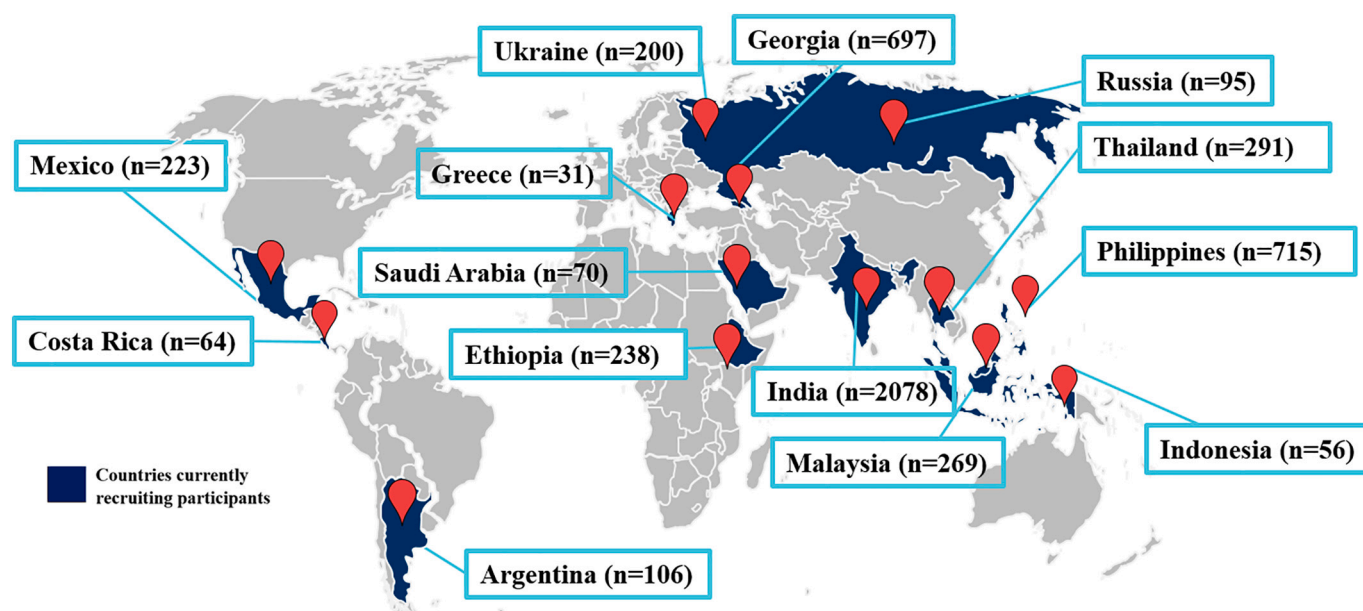 Ukraine (n=200)
Georgia (n=697)
Russia (n=95)
Mexico (n=223)
Greece (n=31)
Thailand (n=291)
Saudi Arabia (n=70)
Philippines (n=715)
Costa Rica (n=64)
Ethiopia (n=238)
India (n=2078)
Malaysia (n=269)
Indonesia (n=56)
Countries currently
recruiting participants
Argentina (n=106)